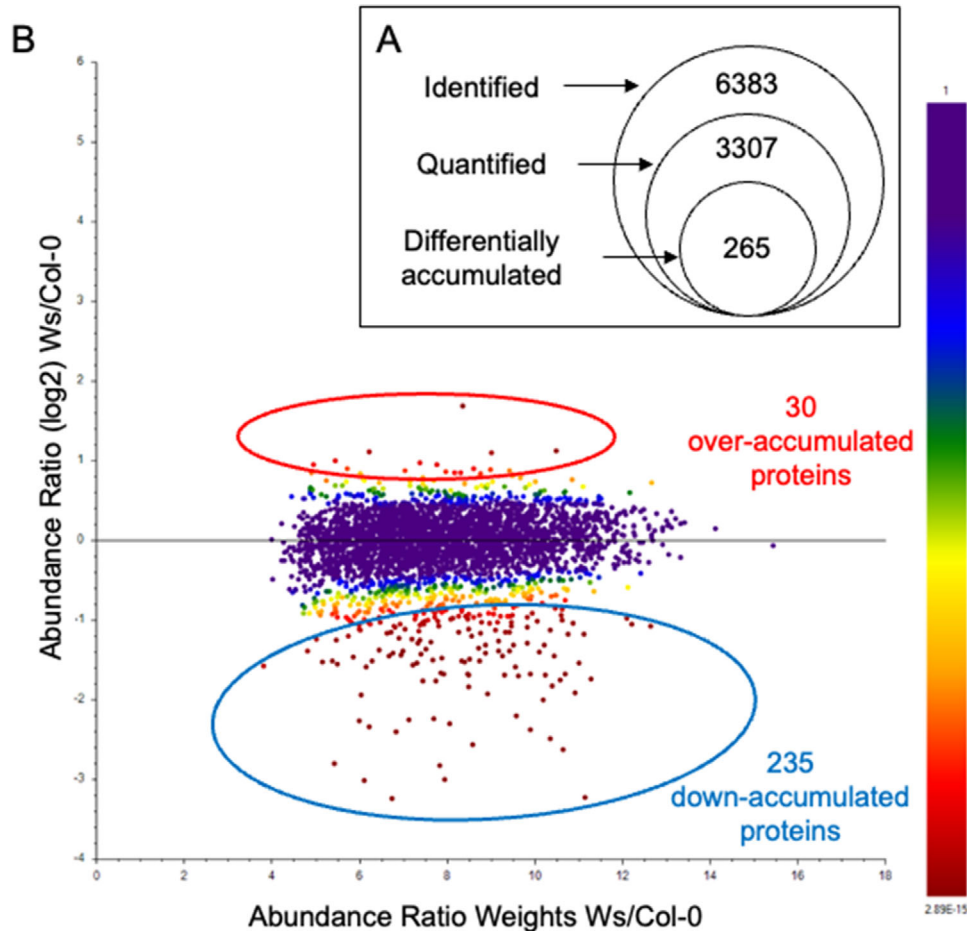 B
A
Identified
6383
Quantified
3307
Differentially
accumulated
265
1
6
5
4
3
2
1
0
-1
-2
-3
-4
Abundance Ratio (log2) Ws/Col-0
30
over-accumulated
proteins
235
down-accumulated
proteins
0 2 4 6 8 10 12 14 16 18
2.89E-15
Abundance Ratio Weights Ws/Col-0